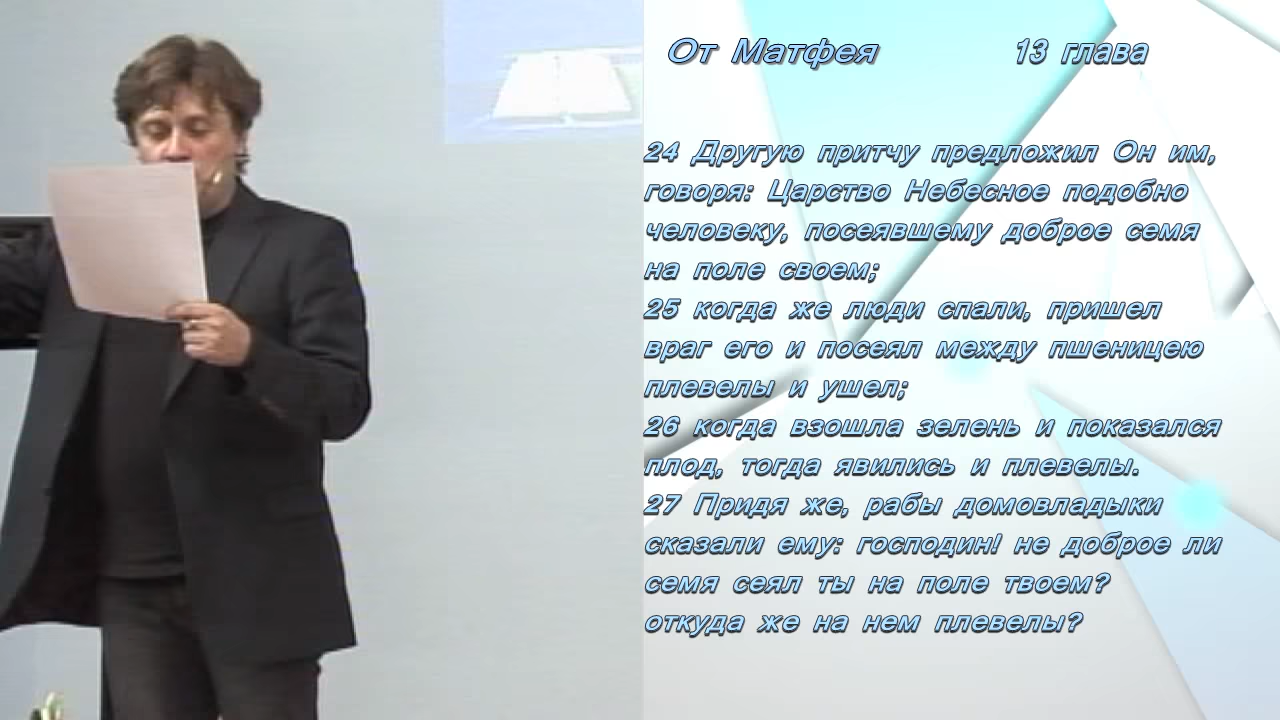 От Матфея 13 глава
24 Другую притчу предложил Он им,
говоря: Царство Небесное подобно
человеку, посеявшему доброе семя
на поле своем;
25 когда же люди спали, пришел
враг его и посеял между пшеницею
плевелы и ушел;
26 когда взошла зелень и показался
плод, тогда явились и плевелы.
27 Придя же, рабы домовладыки
сказали ему: господин! не доброе ли
семя сеял ты на поле твоем?
откуда же на нем плевелы?